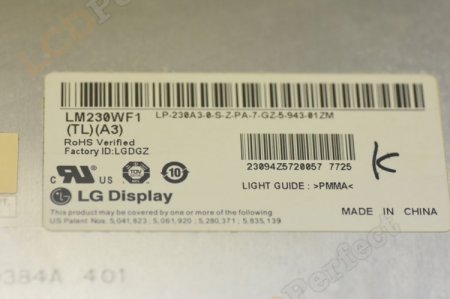 LCDPerfect
LM230WF1
(TL)(A3)
LP-230A3-0-S-Z-PA-7-GZ-5-943-01ZM
RoHS Verified
Factory ID:LGDGZ
23094Z5720057 7725
K
c RU US
10
LG Display
LIGHT GUIDE : >PMMA<
This product may be covered by one or more of the following
US Patent Nos. 5,041,823 ; 5,061,920 ; 5,280,371 ; 5,835,139
MADE IN CHINA
384A 401